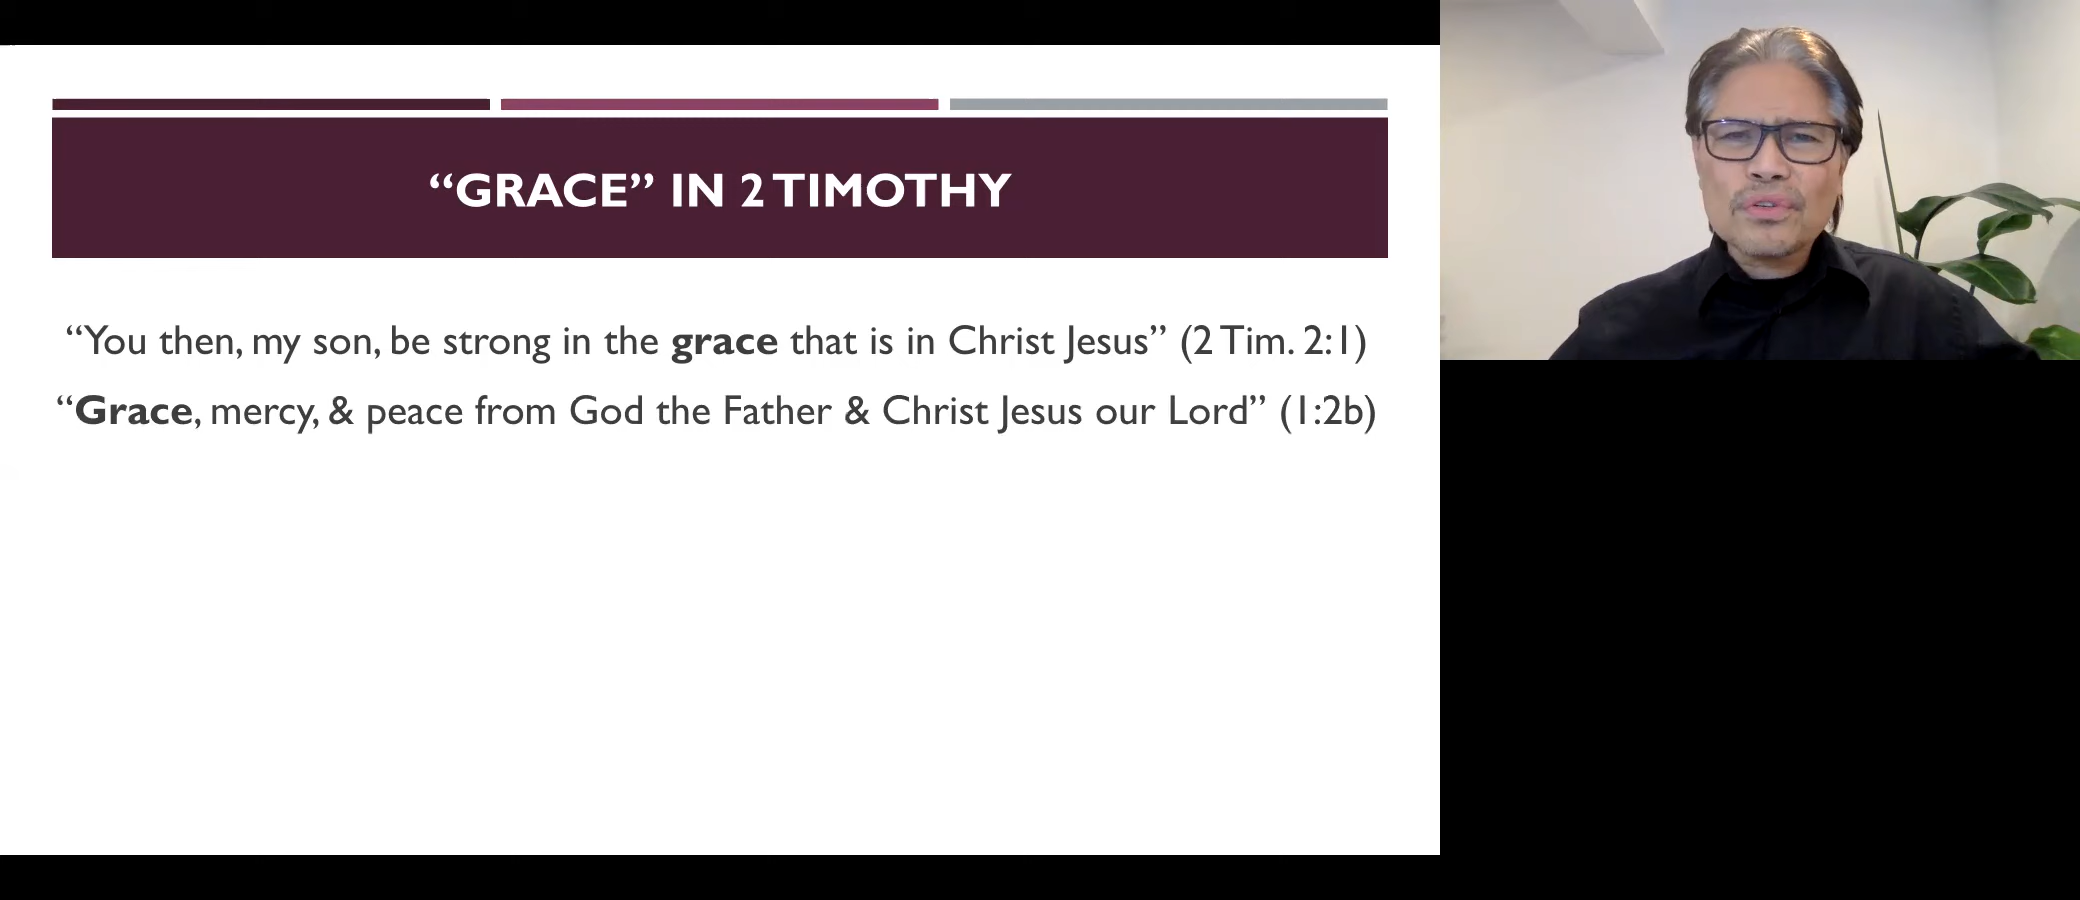 “GRACE” IN 2 TIMOTHY
“You then, my son, be strong in the grace that is in Christ Jesus” (2 Tim. 2:1)
“Grace, mercy, & peace from God the Father & Christ Jesus our Lord” (1:2b)